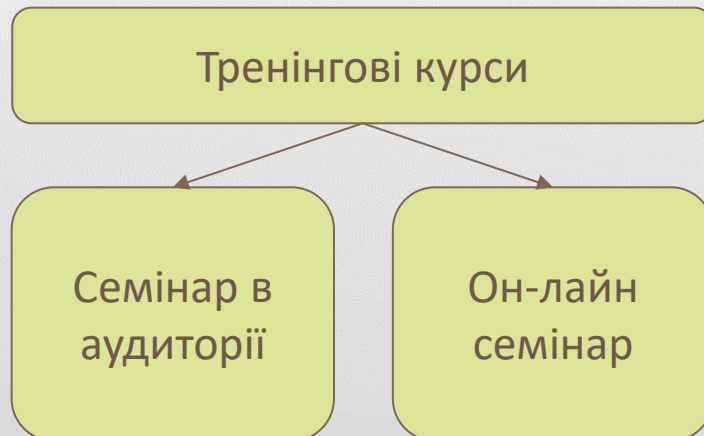 Тренінгові курси
Семінар в
аудиторії
Он-лайн
семінар